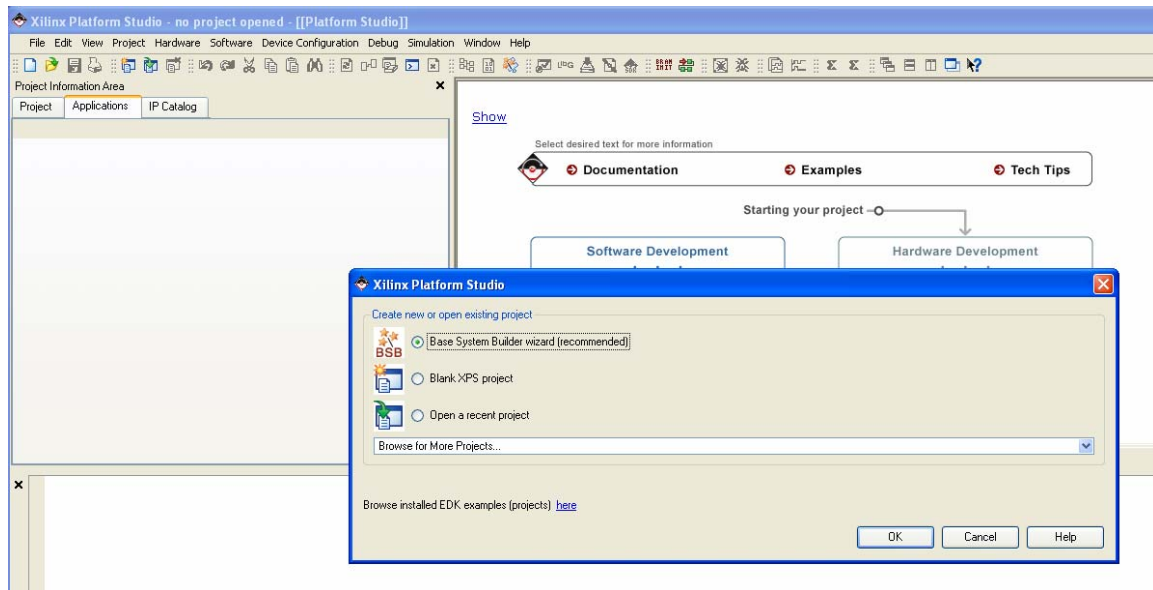 Xilinx Platform Studio - no project opened - [[Platform Studio]]
File Edit View Project Hardware Software Device Configuration Debug Simulation Window Help
Project Information Area
Project Applications IP Catalog
Show
Select desired text for more information
Documentation Examples Tech Tips
Starting your project
Software Development Hardware Development
Xilinx Platform Studio
Create new or open existing project
BSB Base System Builder wizard (recommended)
Blank XPS project
Open a recent project
Browse for More Projects...
Browse installed EDK examples (projects) here
OK Cancel Help